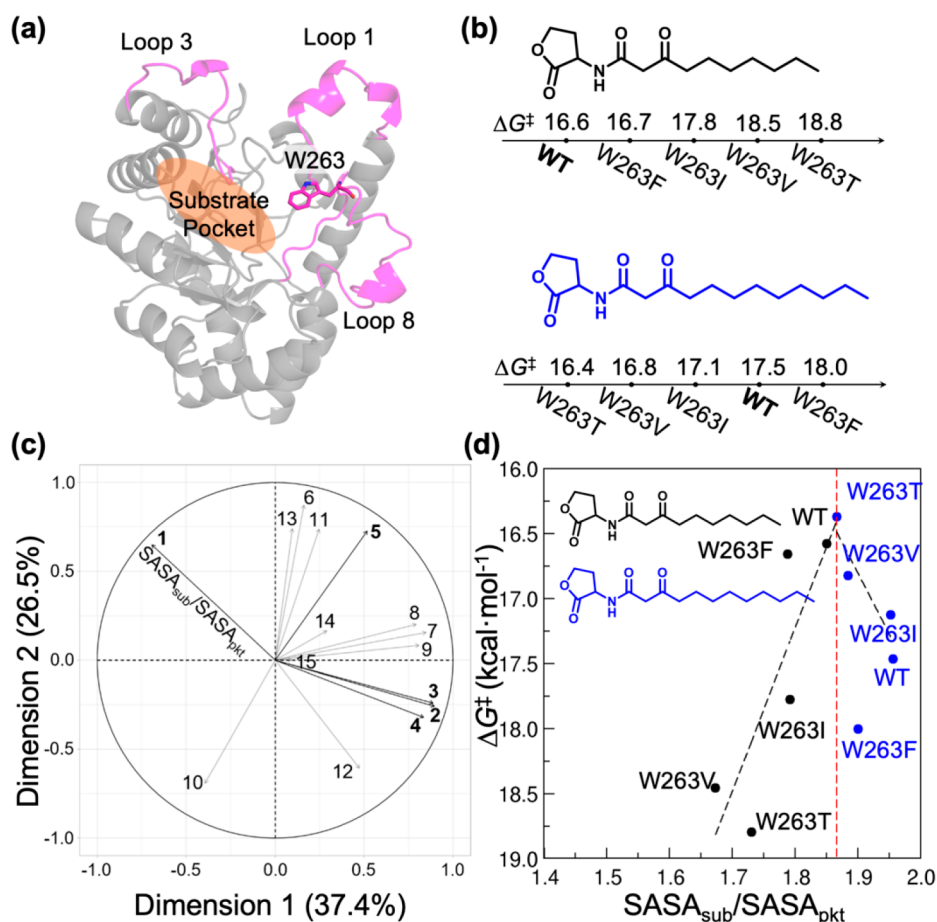 (a)
Loop 3
Loop 1
W263
Substrate
Pocket
Loop 8
(b)
O
O
O
O
N
H
ΔG‡ 16.6 16.7 17.8 18.5 18.8
WT W263F W263I W263V W263T
O
O
O
O
N
H
ΔG‡ 16.4 16.8 17.1 17.5 18.0
W263T W263V W263I WT W263F
(c)
1.0
0.5
0.0
-0.5
-1.0
Dimension 2 (26.5%)
1
SASAsub/SASApkt
6
13
11
5
14
8
7
9
15
3
2
4
10
12
-1.0 -0.5 0.0 0.5 1.0
Dimension 1 (37.4%)
(d)
16.0
16.5
17.0
17.5
18.0
18.5
19.0
ΔG‡ (kcal·mol-1)
O
O
O
O
N
H
W263T
WT
W263F
W263V
O
O
O
O
N
H
W263I
WT
W263I
W263F
W263V
W263T
1.4 1.5 1.6 1.7 1.8 1.9 2.0
SASAsub/SASApkt